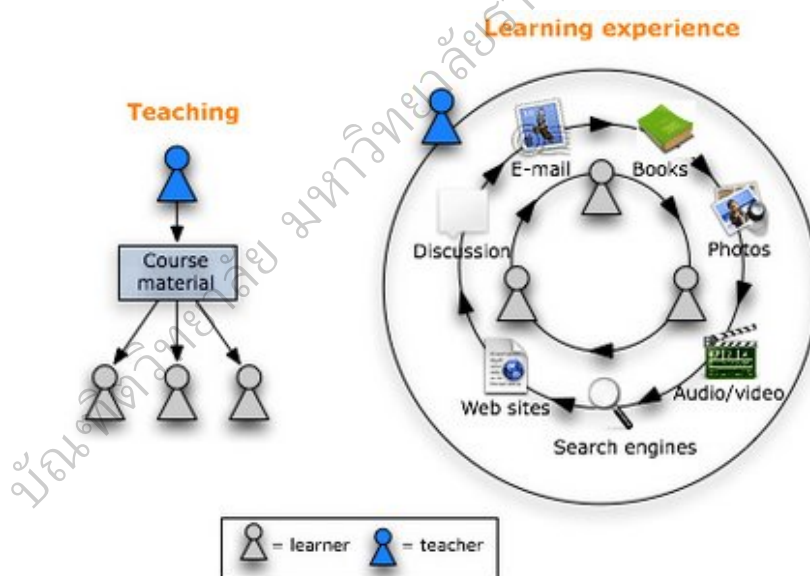 Learning experience
Teaching
E-mail
Books
Discussion
Photos
Course
material
Web sites
Audio/video
Search engines
= learner
= teacher